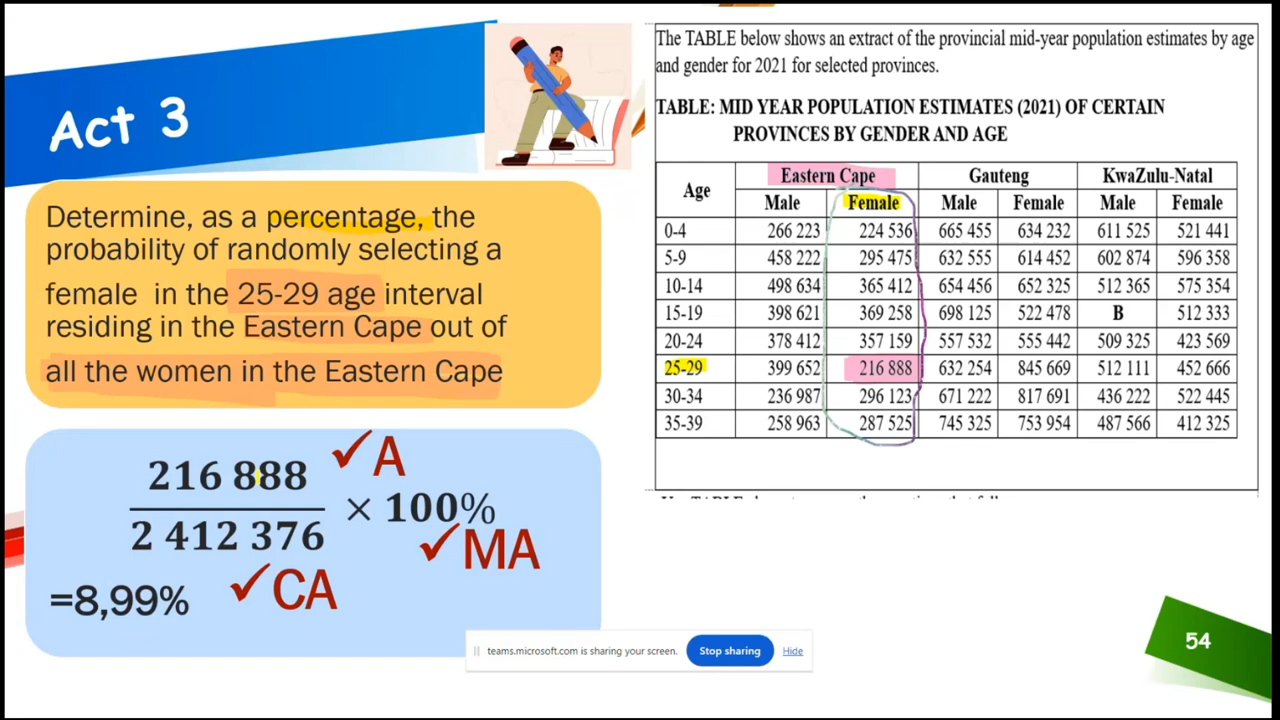 Act 3
Determine, as a percentage, the
probability of randomly selecting a
female in the 25-29 age interval
residing in the Eastern Cape out of
all the women in the Eastern Cape
216 888
2 412 376
× 100%
=8,99%
✓A
✓MA
✓CA
The TABLE below shows an extract of the provincial mid-year population estimates by age
and gender for 2021 for selected provinces.
TABLE: MID YEAR POPULATION ESTIMATES (2021) OF CERTAIN
PROVINCES BY GENDER AND AGE
Age Eastern Cape Gauteng KwaZulu-Natal
Male Female Male Female Male Female
0-4 266 223 224 536 665 455 634 232 611 525 521 441
5-9 458 222 295 475 632 555 614 452 602 874 596 358
10-14 498 634 365 412 654 456 652 325 512 365 575 354
15-19 398 621 369 258 698 125 522 478 B 512 333
20-24 378 412 357 159 557 532 555 442 509 325 423 569
25-29 399 652 216 888 632 254 845 669 512 111 452 666
30-34 236 987 296 123 671 222 817 691 436 222 522 445
35-39 258 963 287 525 745 325 753 954 487 566 412 325
teams.microsoft.com is sharing your screen. Stop sharing Hide
54